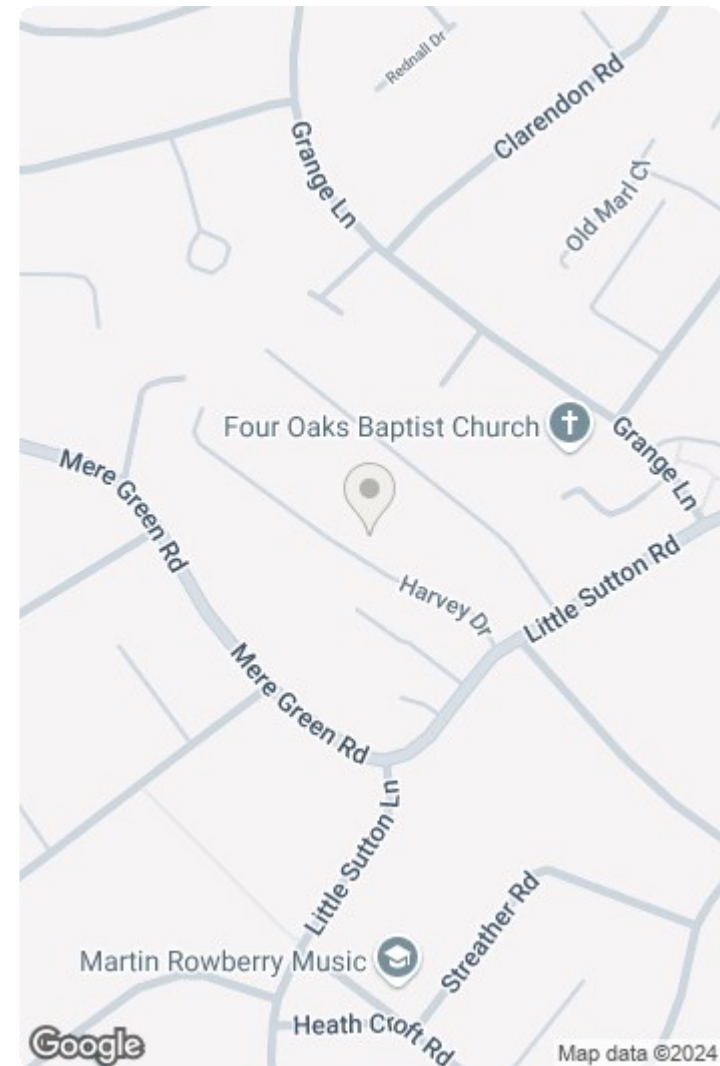 Rednall Dr
Clarendon Rd
Grange Ln
Old Marl Cl
Four Oaks Baptist Church
Grange Ln
Mere Green Rd
Harvey Dr
Little Sutton Rd
Mere Green Rd
Little Sutton Ln
Streather Rd
Martin Rowberry Music
Heath Croft Rd
Google
Map data ©2024